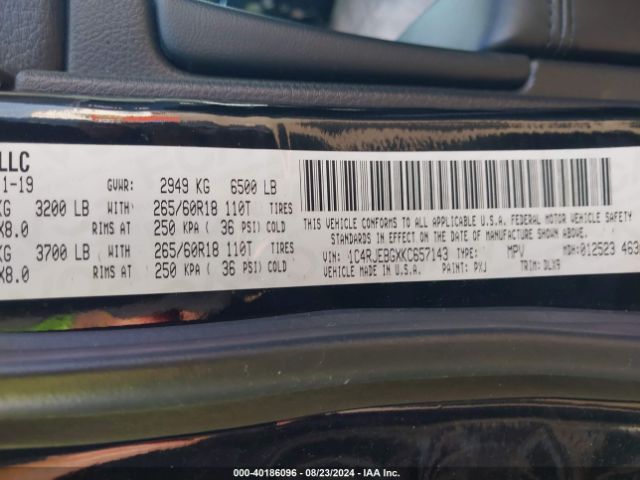 LLC
1-19 GVWR: 2949 KG 6500 LB
KG 3200 LB WITH 265/60R18 110T TIRES
X8.0 RIMS AT 250 KPA ( 36 PSI) COLD
KG 3700 LB WITH 265/60R18 110T TIRES
X8.0 RIMS AT 250 KPA ( 36 PSI) COLD
THIS VEHICLE CONFORMS TO ALL APPLICABLE U.S.A. FEDERAL MOTOR VEHICLE SAFETY
STANDARDS IN EFFECT ON THE DATE OF MANUFACTURE SHOWN ABOVE.
VIN: 1C4RJEBGXKC657143 TYPE: MPV MDH:012523 463
VEHICLE MADE IN U.S.A. PAINT: PXJ TRIM: DLX9
000-40186096 - 08/23/2024 - IAA Inc.